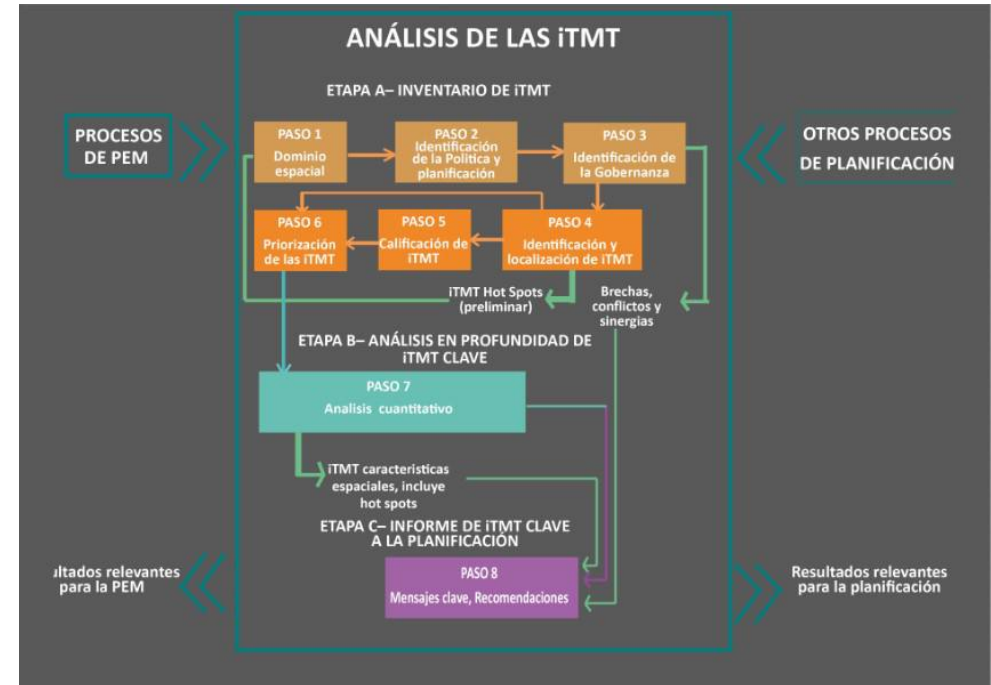 ANÁLISIS DE LAS iTMT
ETAPA A– INVENTARIO DE iTMT
PROCESOS
DE PEM
PASO 1
Dominio
espacial
PASO 2
Identificación
de la Política y
planificación
PASO 3
Identificación de
la Gobernanza
OTROS PROCESOS
DE PLANIFICACIÓN
PASO 6
Priorización
de las iTMT
PASO 5
Calificación de
iTMT
PASO 4
Identificación y
localización de iTMT
iTMT Hot Spots
(preliminar)
Brechas,
conflictos y
sinergias
ETAPA B– ANÁLISIS EN PROFUNDIDAD DE
iTMT CLAVE
PASO 7
Analisis cuantitativo
iTMT caracteristicas
espaciales, incluye
hot spots
ETAPA C– INFORME DE iTMT CLAVE
A LA PLANIFICACIÓN
PASO 8
Mensajes clave, Recomendaciones
ultados relevantes
para la PEM
Resultados relevantes
para la planificación